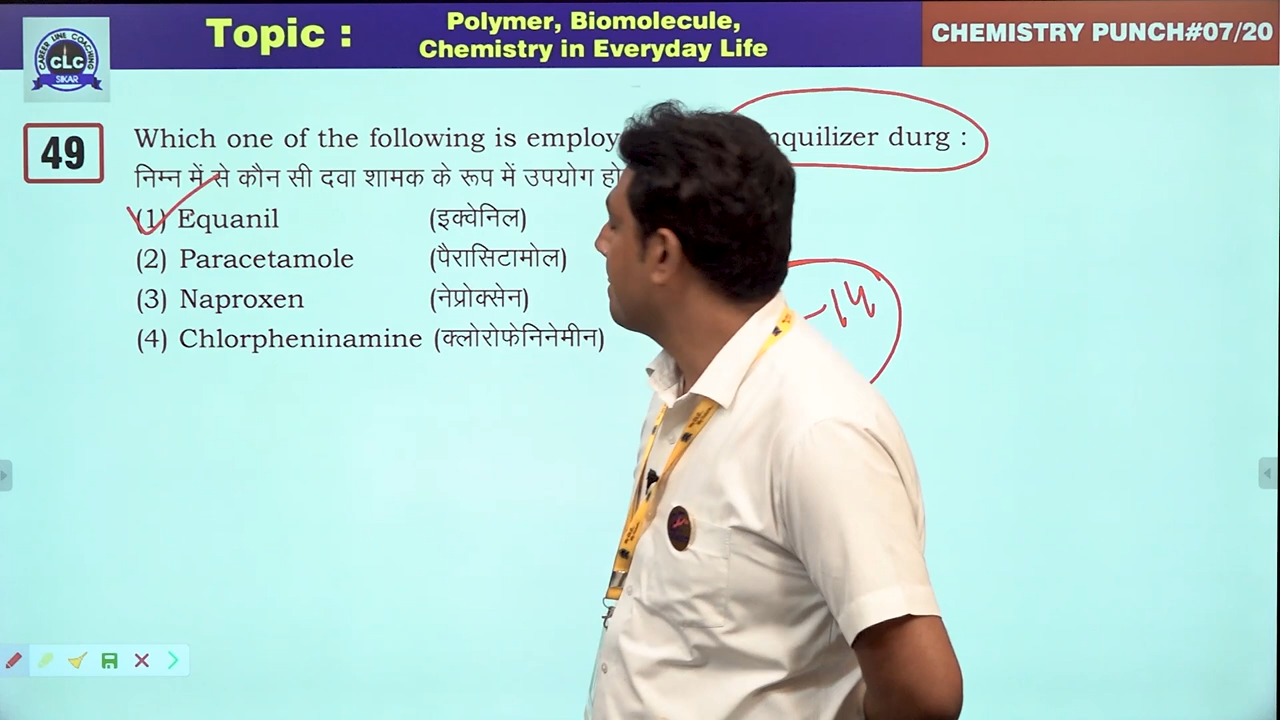 Topic :
Polymer, Biomolecule,
Chemistry in Everyday Life
CHEMISTRY PUNCH#07/20
CAREER LINE COACHING
CLC
SIKAR
49
Which one of the following is employ nquilizer durg :
निम्न में से कौन सी दवा शामक के रूप में उपयोग हो
(1) Equanil (इक्वेनिल)
(2) Paracetamole (पैरासिटामोल)
(3) Naproxen (नेप्रोक्सेन)
(4) Chlorpheninamine (क्लोरोफेनिनेमीन)
-14